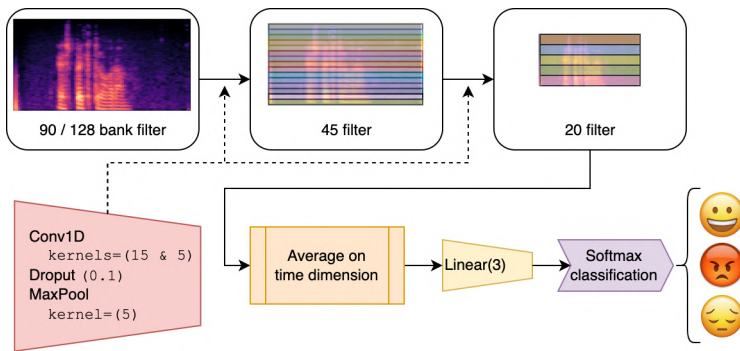 90 / 128 bank filter
45 filter
20 filter
Conv1D
kernels=(15 & 5)
Droput (0.1)
MaxPool
kernel=(5)
Average on
time dimension
Linear(3)
Softmax
classification